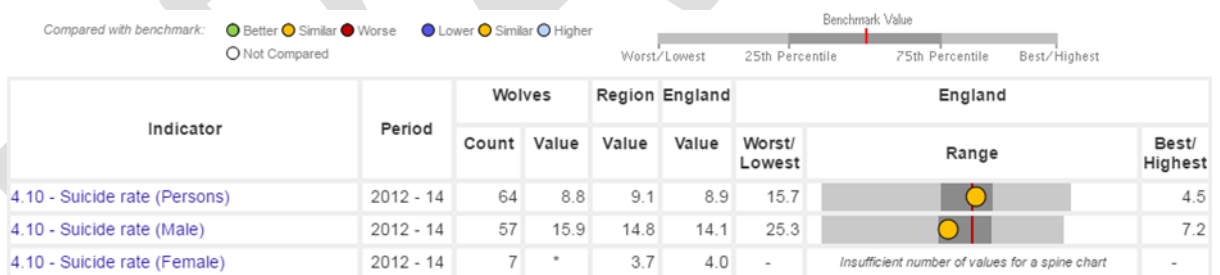 Compared with benchmark: Better Similar Worse Lower Similar Higher
Not Compared
Benchmark Value
Worst/Lowest 25th Percentile 75th Percentile Best/Highest
Indicator Period Wolves Region England England
Count Value Value Value Worst/Lowest Range Best/Highest
4.10 - Suicide rate (Persons) 2012 - 14 64 8.8 9.1 8.9 15.7 4.5
4.10 - Suicide rate (Male) 2012 - 14 57 15.9 14.8 14.1 25.3 7.2
4.10 - Suicide rate (Female) 2012 - 14 7 * 3.7 4.0 - Insufficient number of values for a spine chart -